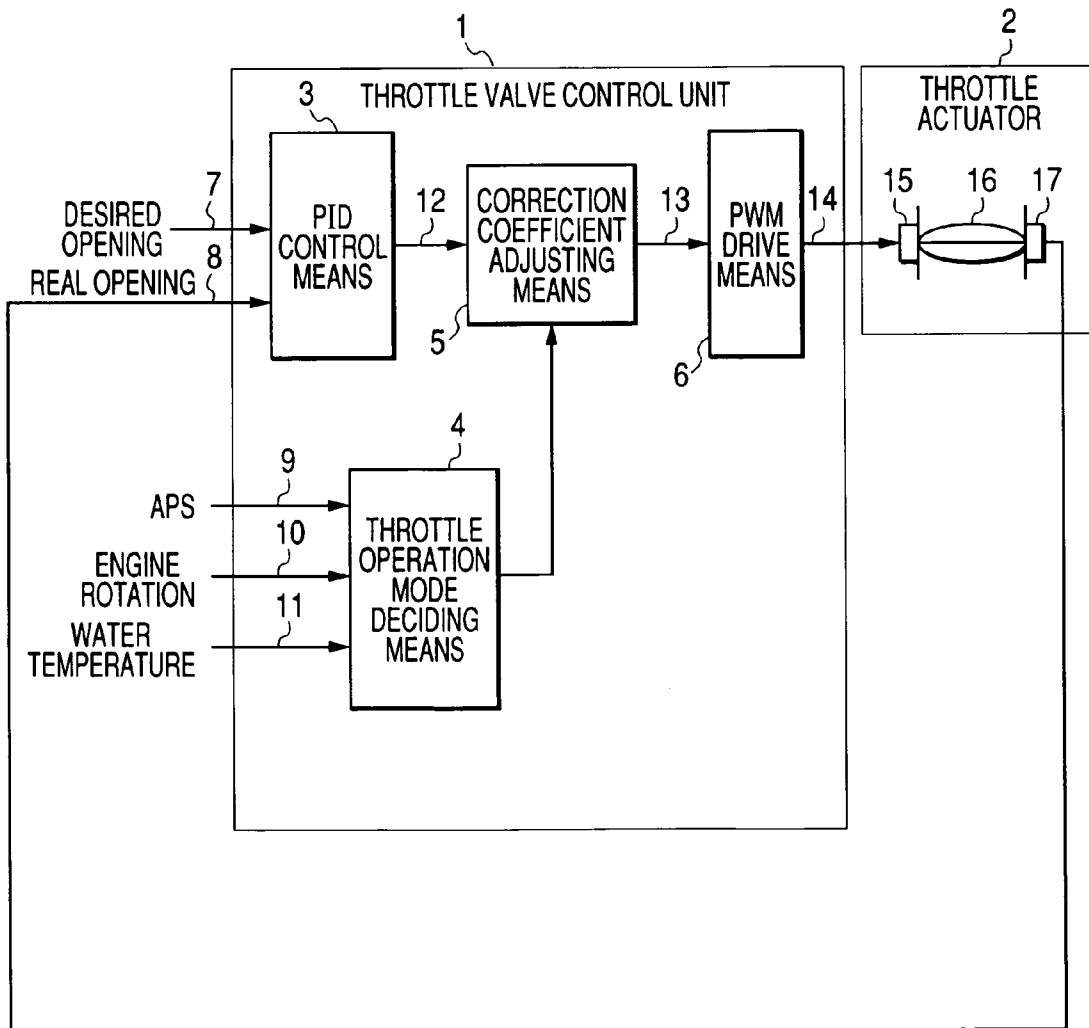 1
2
THROTTLE VALVE CONTROL UNIT
THROTTLE
ACTUATOR
3
PID
CONTROL
MEANS
12
CORRECTION
COEFFICIENT
ADJUSTING
MEANS
5
13
PWM
DRIVE
MEANS
6
14
15
16
17
7
DESIRED
OPENING
8
REAL OPENING
4
THROTTLE
OPERATION
MODE
DECIDING
MEANS
9
APS
10
ENGINE
ROTATION
11
WATER
TEMPERATURE